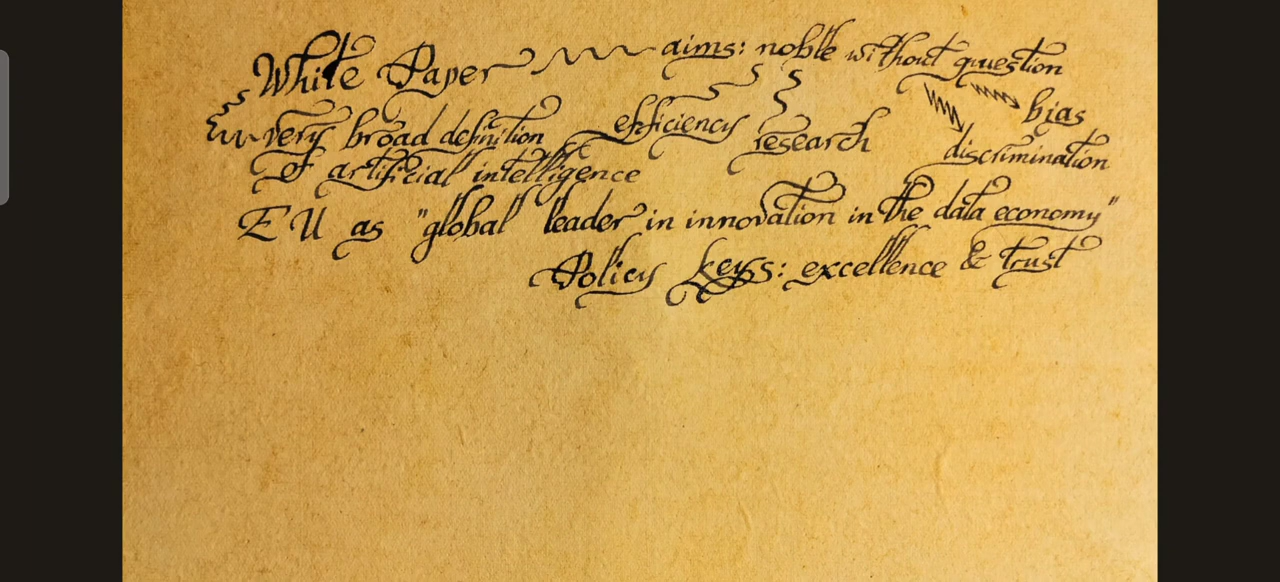 White Paper aims: noble without question
bias
very broad definition efficiency research discrimination
of artificial intelligence
EU as "global leader in innovation in the data economy"
Policy keys: excellence & trust